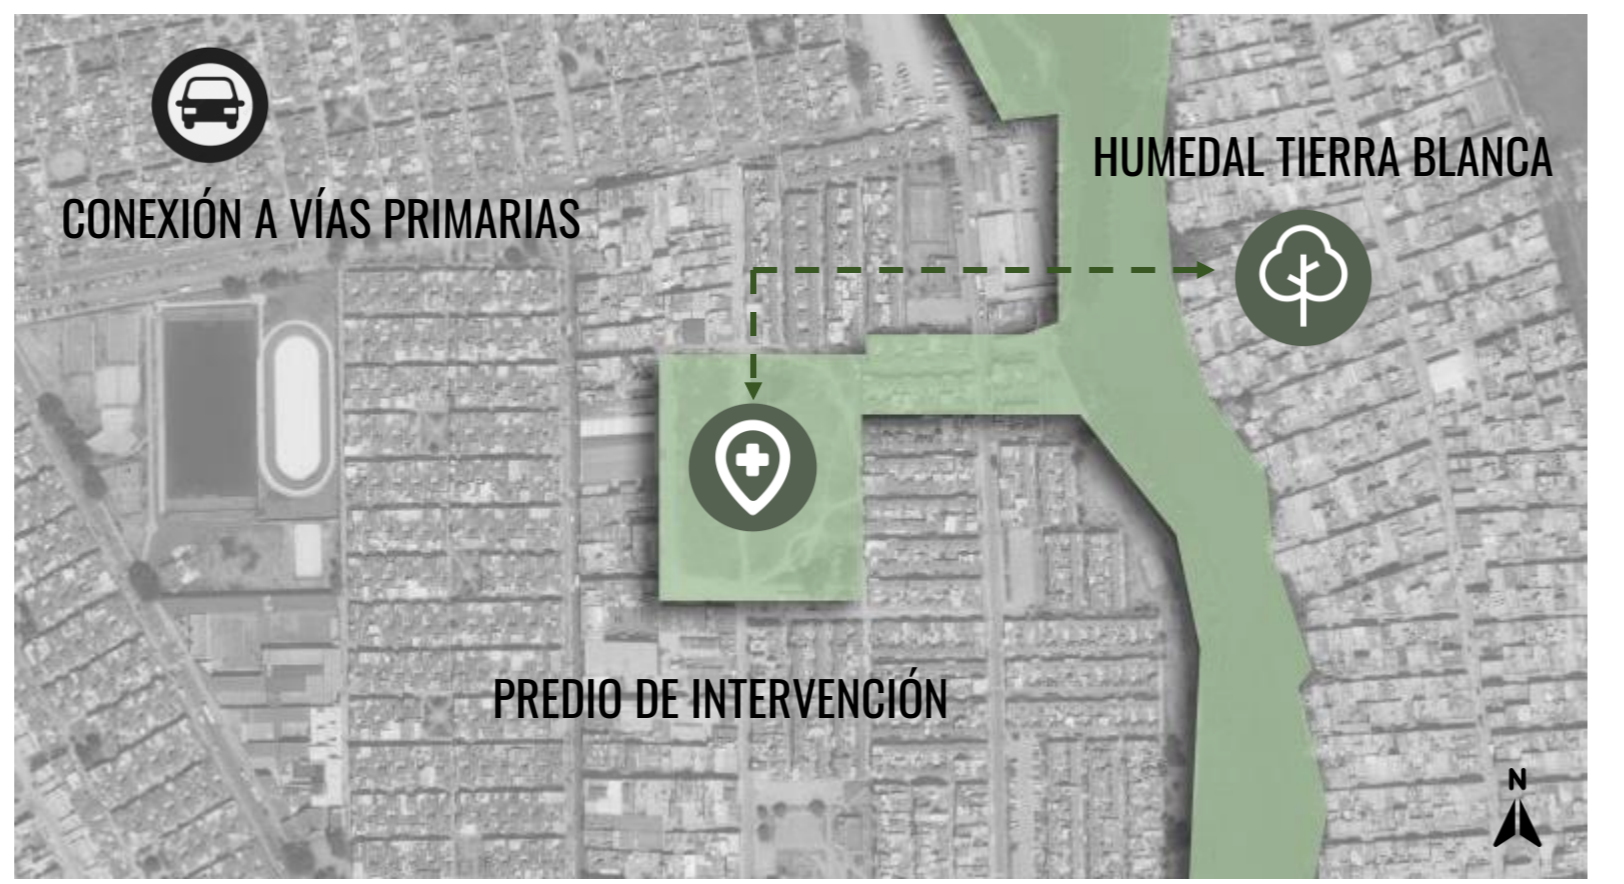 HUMEDAL TIERRA BLANCA
CONEXIÓN A VÍAS PRIMARIAS
PREDIO DE INTERVENCIÓN
N